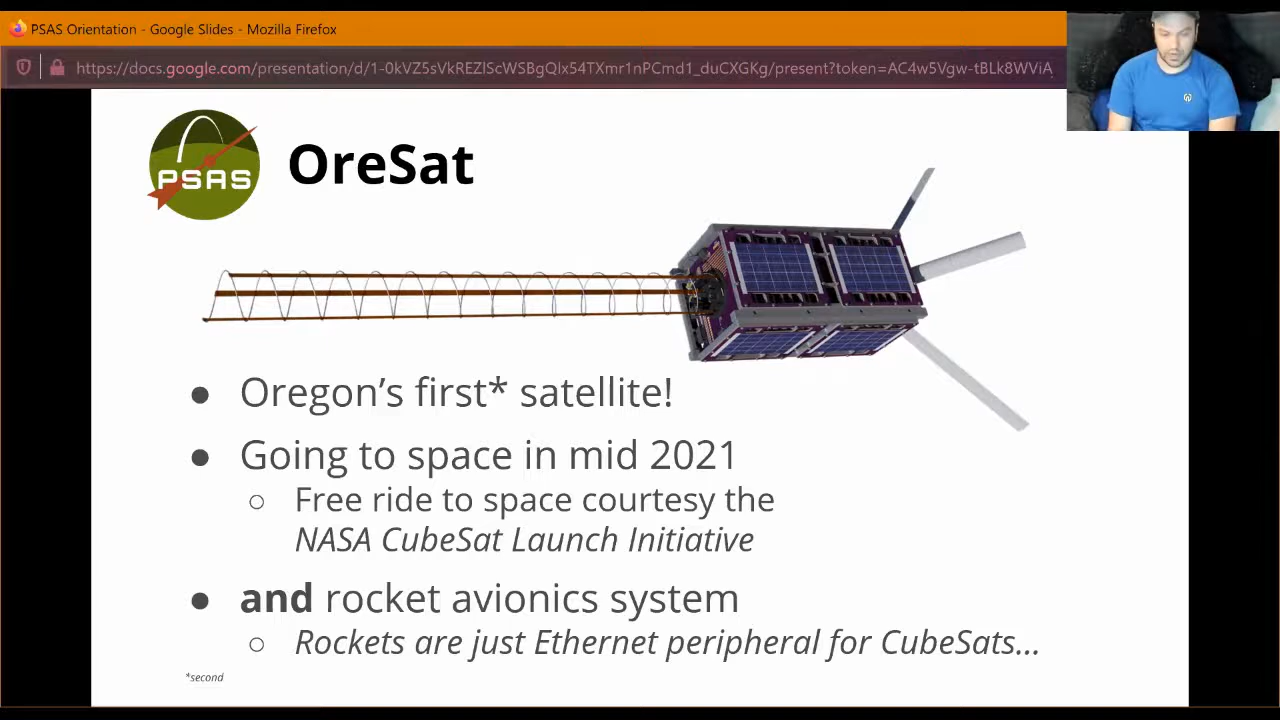 PSAS Orientation - Google Slides - Mozilla Firefox
https://docs.google.com/presentation/d/1-0kVZ5sVkREZlScWSBgQlx54TXmr1nPCmd1_duCXGKg/present?token=AC4w5Vgw-tBLk8WViA
PSAS
OreSat
● Oregon's first* satellite!
● Going to space in mid 2021
○ Free ride to space courtesy the
NASA CubeSat Launch Initiative
● and rocket avionics system
○ Rockets are just Ethernet peripheral for CubeSats...
*second